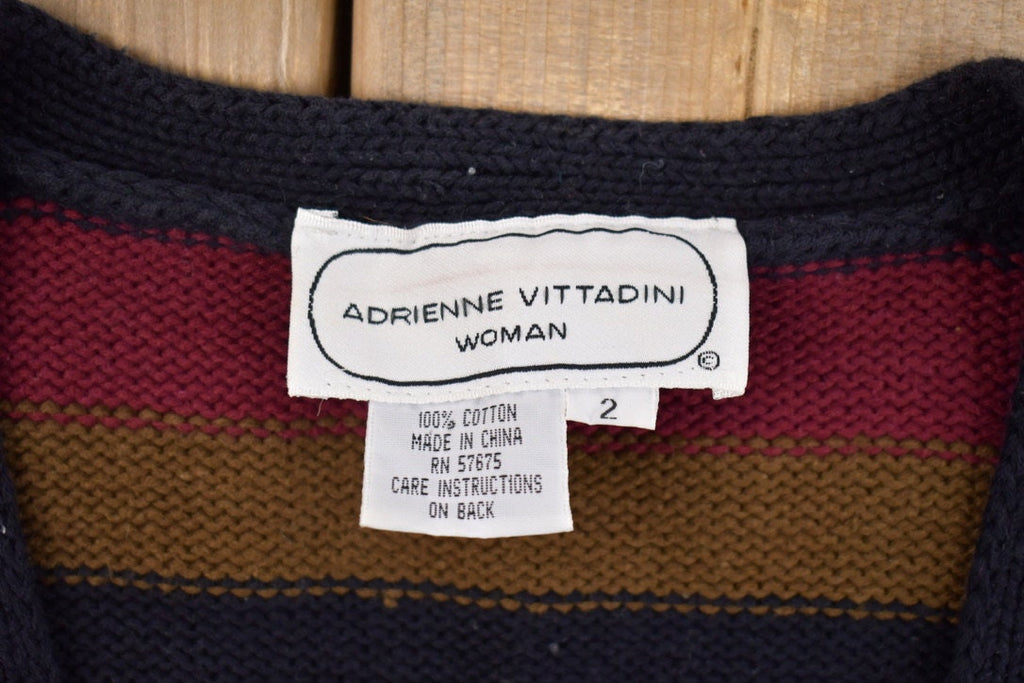 ADRIENNE VITTADINI
WOMAN
©
2
100% COTTON
MADE IN CHINA
RN 57675
CARE INSTRUCTIONS
ON BACK